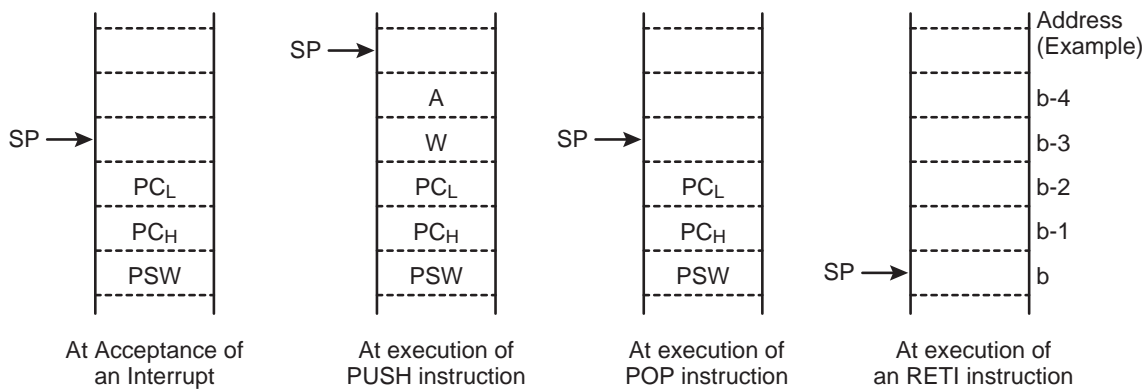 Address
(Example)
SP
SP
A
b-4
SP
W
SP
b-3
PCL
PCL
PCL
b-2
PCH
PCH
PCH
b-1
PSW
PSW
PSW
SP
b
At Acceptance of
an Interrupt
At execution of
PUSH instruction
At execution of
POP instruction
At execution of
an RETI instruction